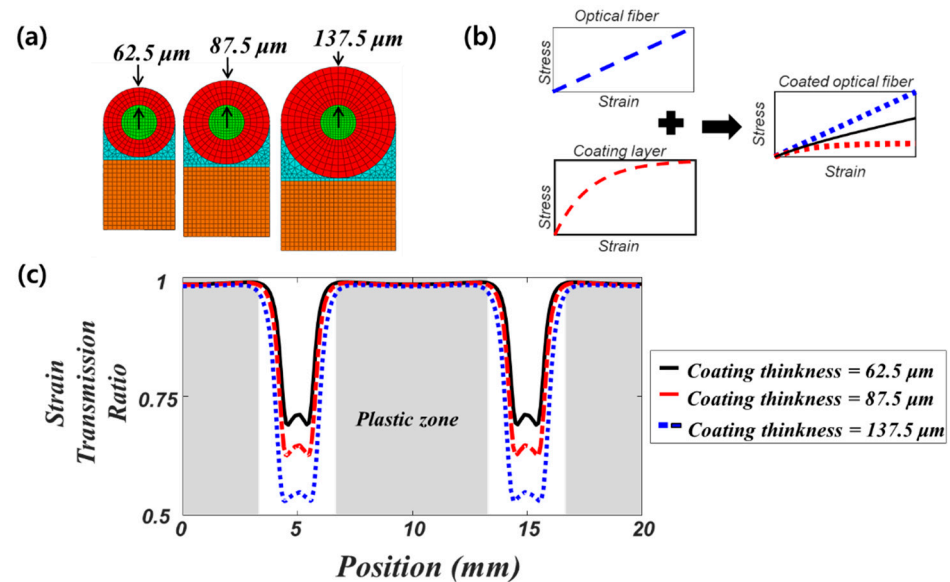 (a)
62.5 μm
87.5 μm
137.5 μm
(b)
Optical fiber
Stress
Strain
Coating layer
Stress
Strain
Coated optical fiber
Stress
Strain
(c)
Strain
Transmission
Ratio
1
0.75
0.5
Plastic zone
0
5
10
15
20
Position (mm)
Coating thinkness = 62.5 μm
Coating thinkness = 87.5 μm
Coating thinkness = 137.5 μm